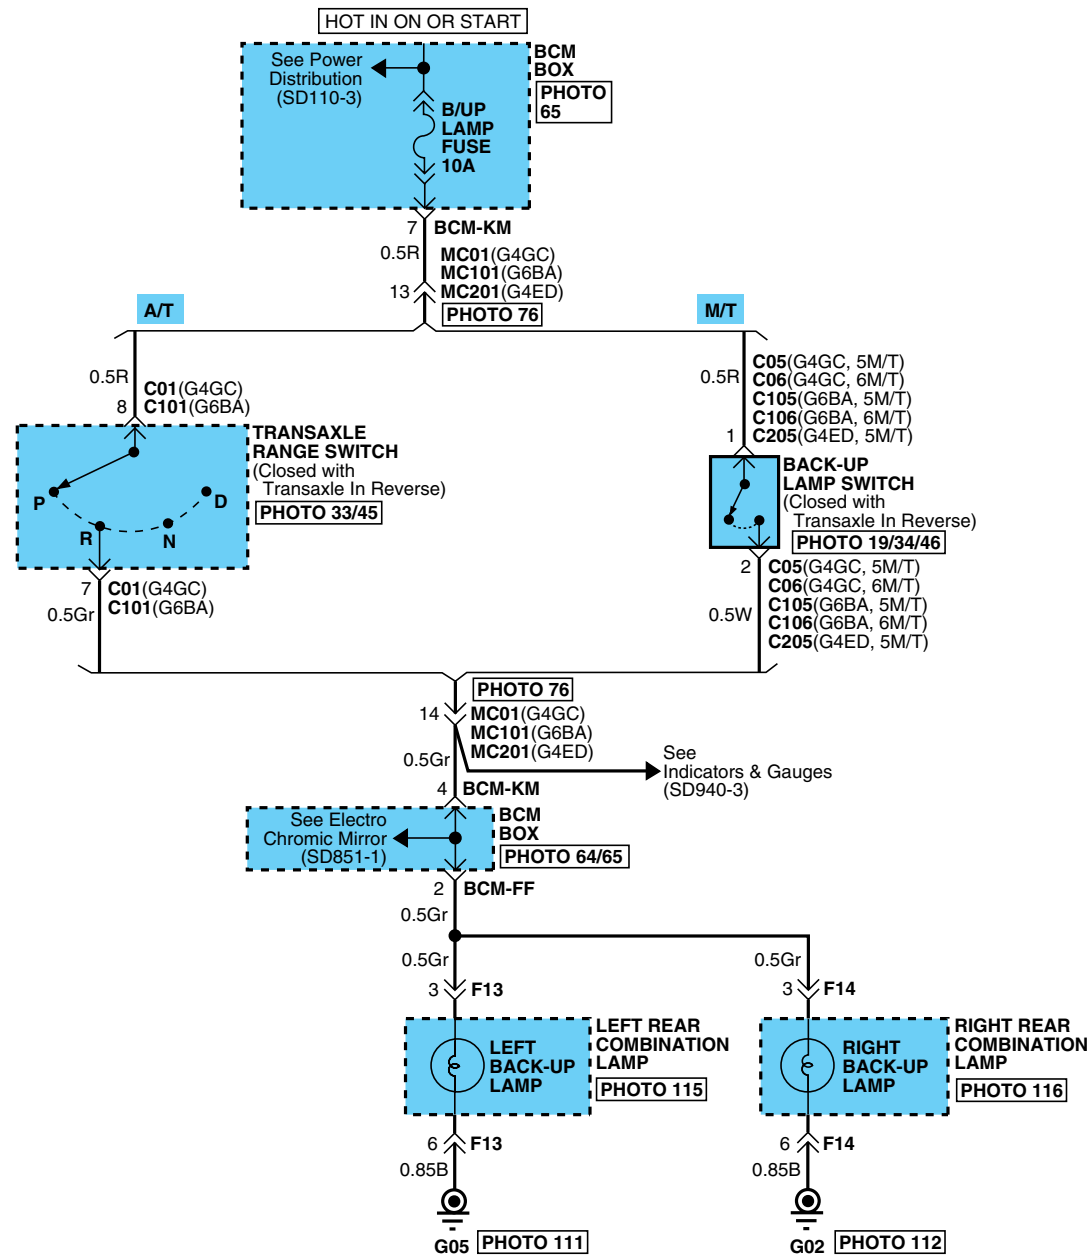 HOT IN ON OR START
BCM
BOX
PHOTO
65
See Power
Distribution
(SD110-3)
B/UP
LAMP
FUSE
10A
7 BCM-KM
0.5R
MC01(G4GC)
MC101(G6BA)
13 MC201(G4ED)
PHOTO 76
A/T
M/T
0.5R
C01(G4GC)
8 C101(G6BA)
TRANSAXLE
RANGE SWITCH
(Closed with
Transaxle In Reverse)
PHOTO 33/45
P
R
N
D
7 C01(G4GC)
C101(G6BA)
0.5Gr
0.5R
C05(G4GC, 5M/T)
C06(G4GC, 6M/T)
C105(G6BA, 5M/T)
C106(G6BA, 6M/T)
1 C205(G4ED, 5M/T)
BACK-UP
LAMP SWITCH
(Closed with
Transaxle In Reverse)
PHOTO 19/34/46
2 C05(G4GC, 5M/T)
C06(G4GC, 6M/T)
C105(G6BA, 5M/T)
0.5W
C106(G6BA, 6M/T)
C205(G4ED, 5M/T)
PHOTO 76
14 MC01(G4GC)
MC101(G6BA)
MC201(G4ED)
0.5Gr
See
Indicators & Gauges
(SD940-3)
4 BCM-KM
See Electro
Chromic Mirror
(SD851-1)
BCM
BOX
PHOTO 64/65
2 BCM-FF
0.5Gr
0.5Gr
0.5Gr
3 F13
3 F14
LEFT
BACK-UP
LAMP
LEFT REAR
COMBINATION
LAMP
PHOTO 115
RIGHT
BACK-UP
LAMP
RIGHT REAR
COMBINATION
LAMP
PHOTO 116
6 F13
6 F14
0.85B
0.85B
G05 PHOTO 111
G02 PHOTO 112